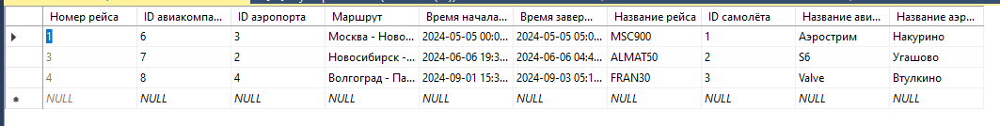 Номер рейса ID авиакомпа... ID аэропорта Маршрут Время начала... Время завер... Название рейса ID самолёта Название ави... Название аэр...
1 6 3 Москва - Ново... 2024-05-05 00:0... 2024-05-05 05:0... MSC900 1 Аэрострим Накурино
3 7 2 Новосибирск -... 2024-06-06 19:3... 2024-06-06 04:4... ALMAT50 2 S6 Угашово
4 8 4 Волгоград - Па... 2024-09-01 15:3... 2024-09-03 05:1... FRAN30 3 Valve Втулкино
NULL NULL NULL NULL NULL NULL NULL NULL NULL NULL